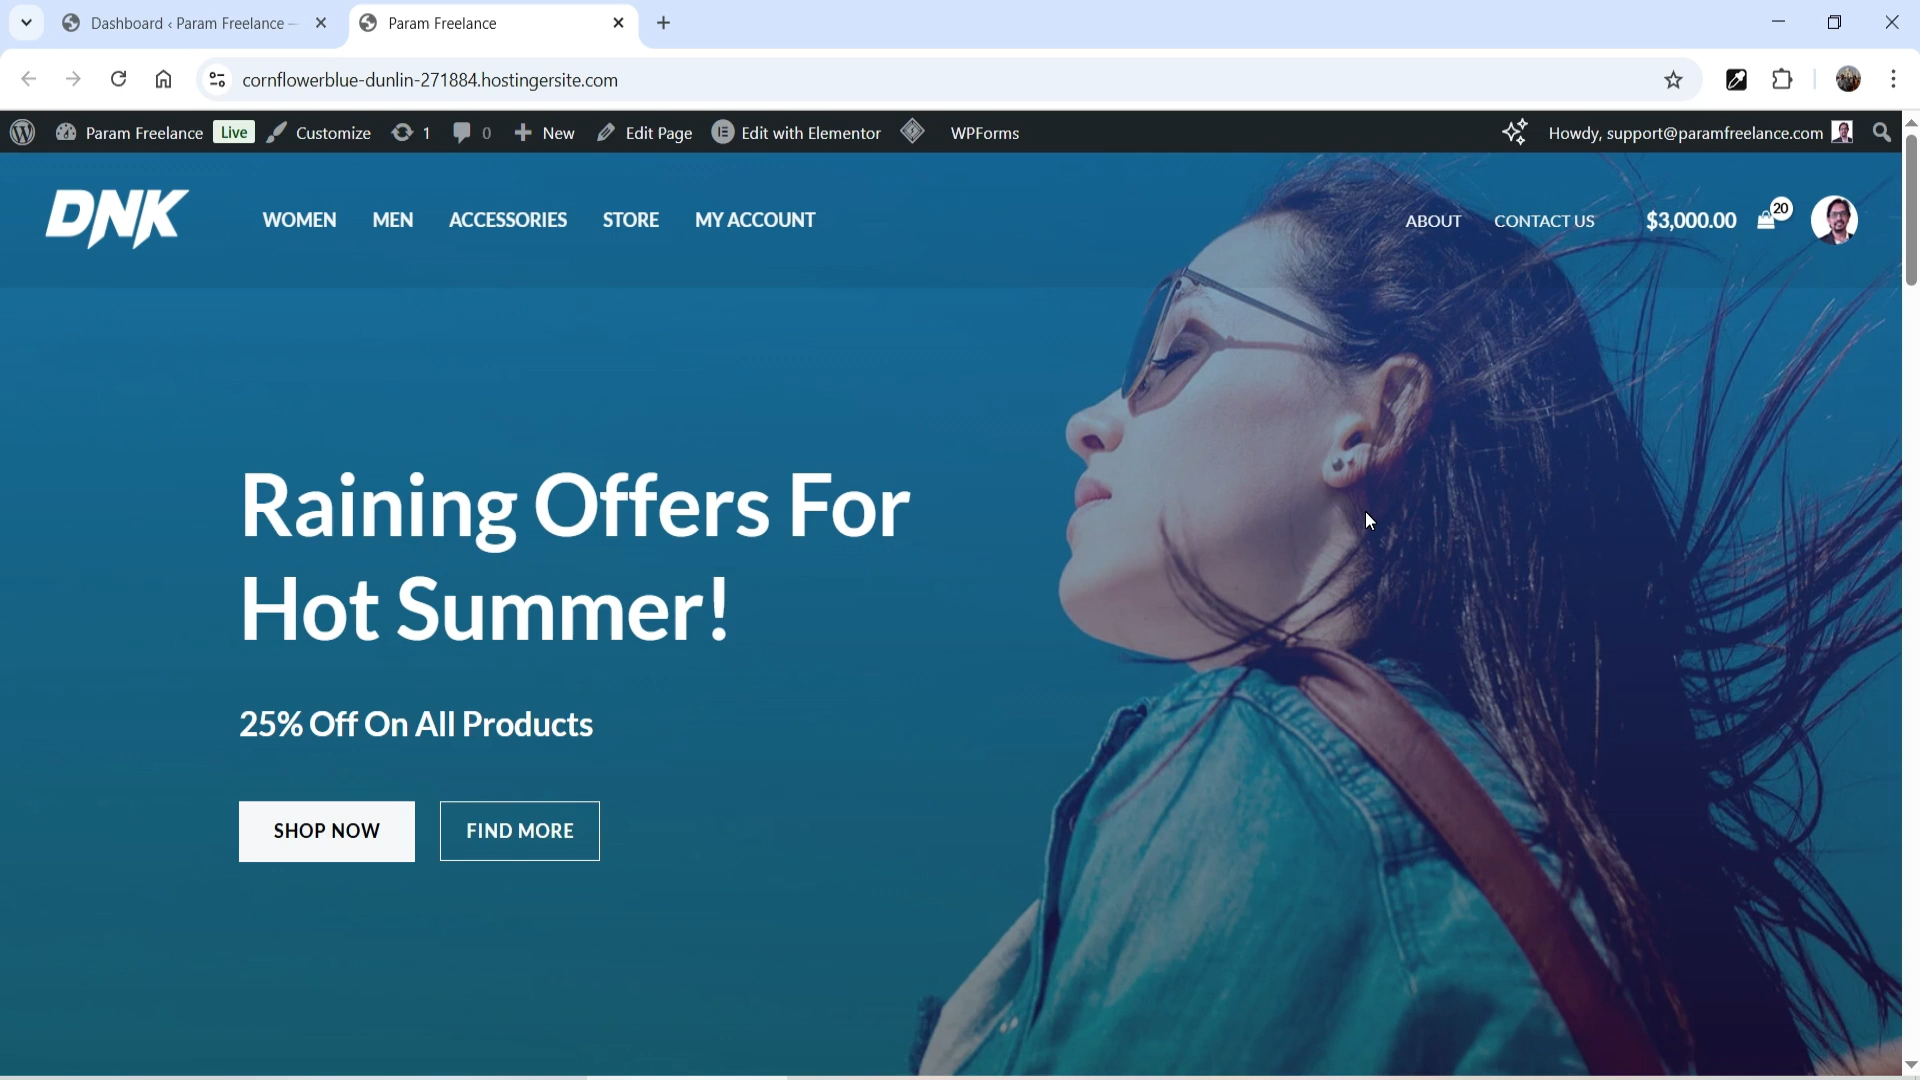 Dashboard ‹ Param Freelance —
Param Freelance
cornflowerblue-dunlin-271884.hostingersite.com
Param Freelance Live Customize 1 0 New Edit Page Edit with Elementor WPForms Howdy, support@paramfreelance.com
DNK WOMEN MEN ACCESSORIES STORE MY ACCOUNT ABOUT CONTACT US $3,000.00 20
Raining Offers For
Hot Summer!
25% Off On All Products
SHOP NOW FIND MORE